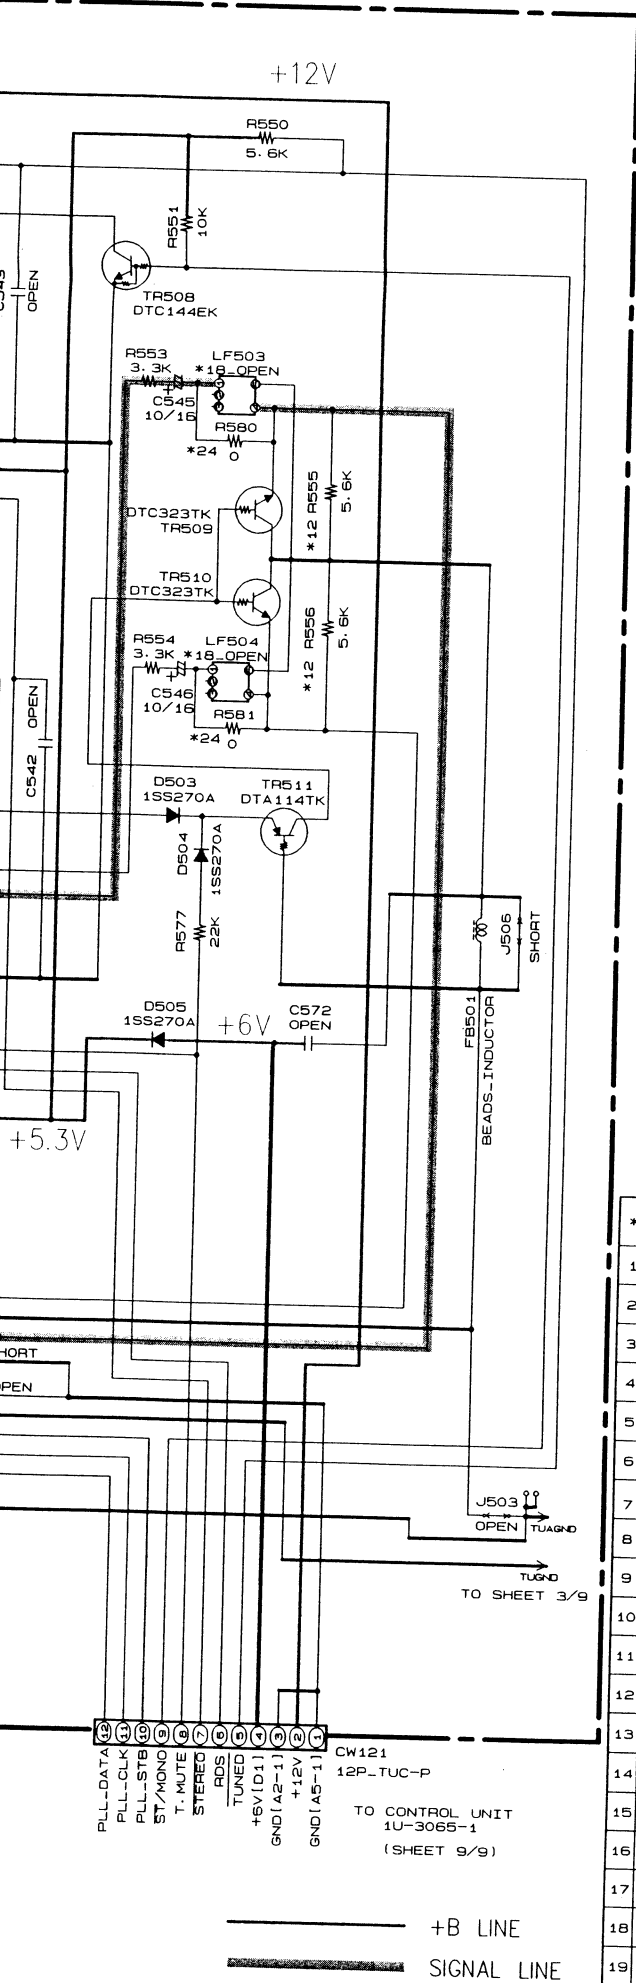 +12V
R550
5.6K
R551
10K
OPEN
TR508
DTC144EK
R553
3.3K
LF503
*18_OPEN
C545
10/16
R580
*24 0
DTC323TK
TR509
*12 R555
5.6K
TR510
DTC323TK
R554
3.3K
LF504
*18_OPEN
*12 R556
5.6K
C546
10/16
R581
*24 0
C542
OPEN
D503
1SS270A
TR511
DTA114TK
D504
1SS270A
R577
22K
J506
SHORT
D505
1SS270A
+6V
C572
OPEN
FB501
BEADS_INDUCTOR
+5.3V
*
1
2
3
HORT
4
PEN
5
6
7
J503
OPEN
TUAGND
8
TUGND
9
TO SHEET 3/9
10
11
12
13
12 11 10 9 8 7 6 5 4 3 2 1
PLL_DATA
PLL_CLK
PLL_STB
ST/MONO
T.MUTE
STEREO
RDS
TUNED
+6V[D1]
GND[A2-1]
+12V
GND[A5-1]
CW121
12P_TUC-P
14
TO CONTROL UNIT
1U-3065-1
15
(SHEET 9/9)
16
17
+B LINE
18
SIGNAL LINE
19